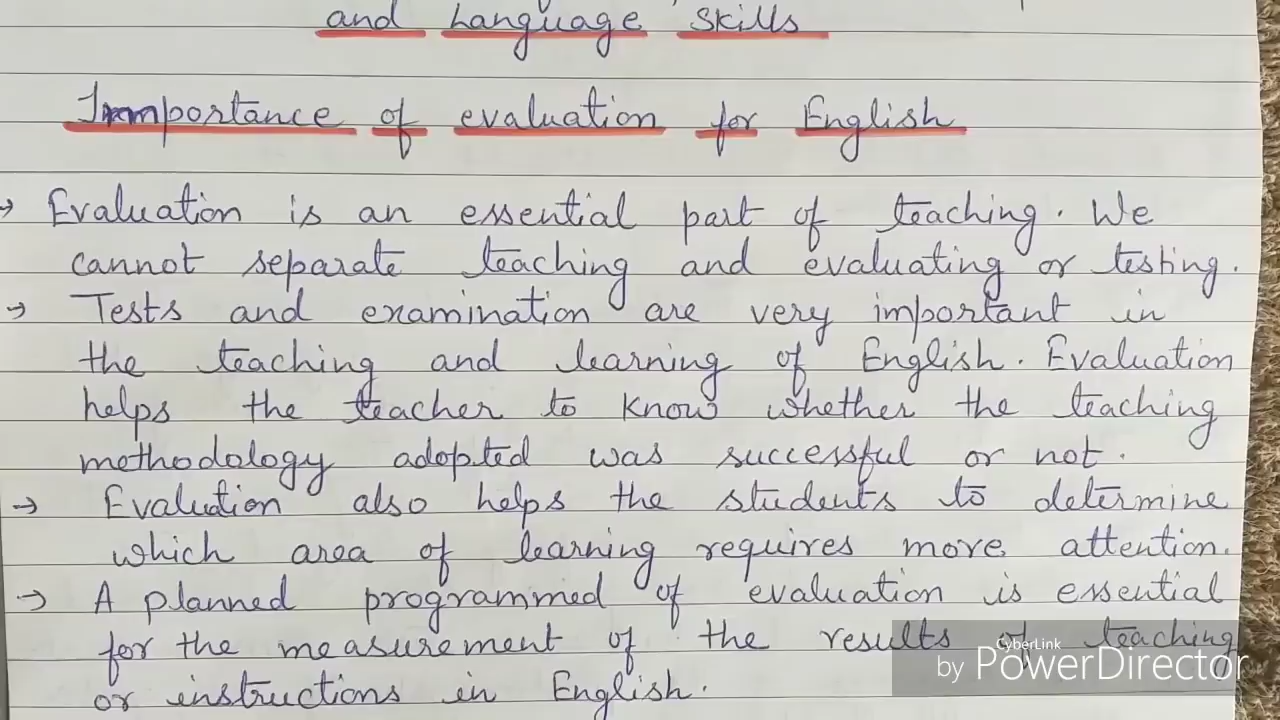 and Language skills
Importance of evaluation for English
→ Evaluation is an essential part of teaching. We
cannot separate teaching and evaluating or testing.
→ Tests and examination are very important in
the teaching and learning of English. Evaluation
helps the teacher to know whether the teaching
methodology adopted was successful or not.
→ Evaluation also helps the students to determine
which area of learning requires more attention.
→ A planned programmed of evaluation is essential
for the measurement of the results of teaching
or instructions in English.
CyberLink
by PowerDirector